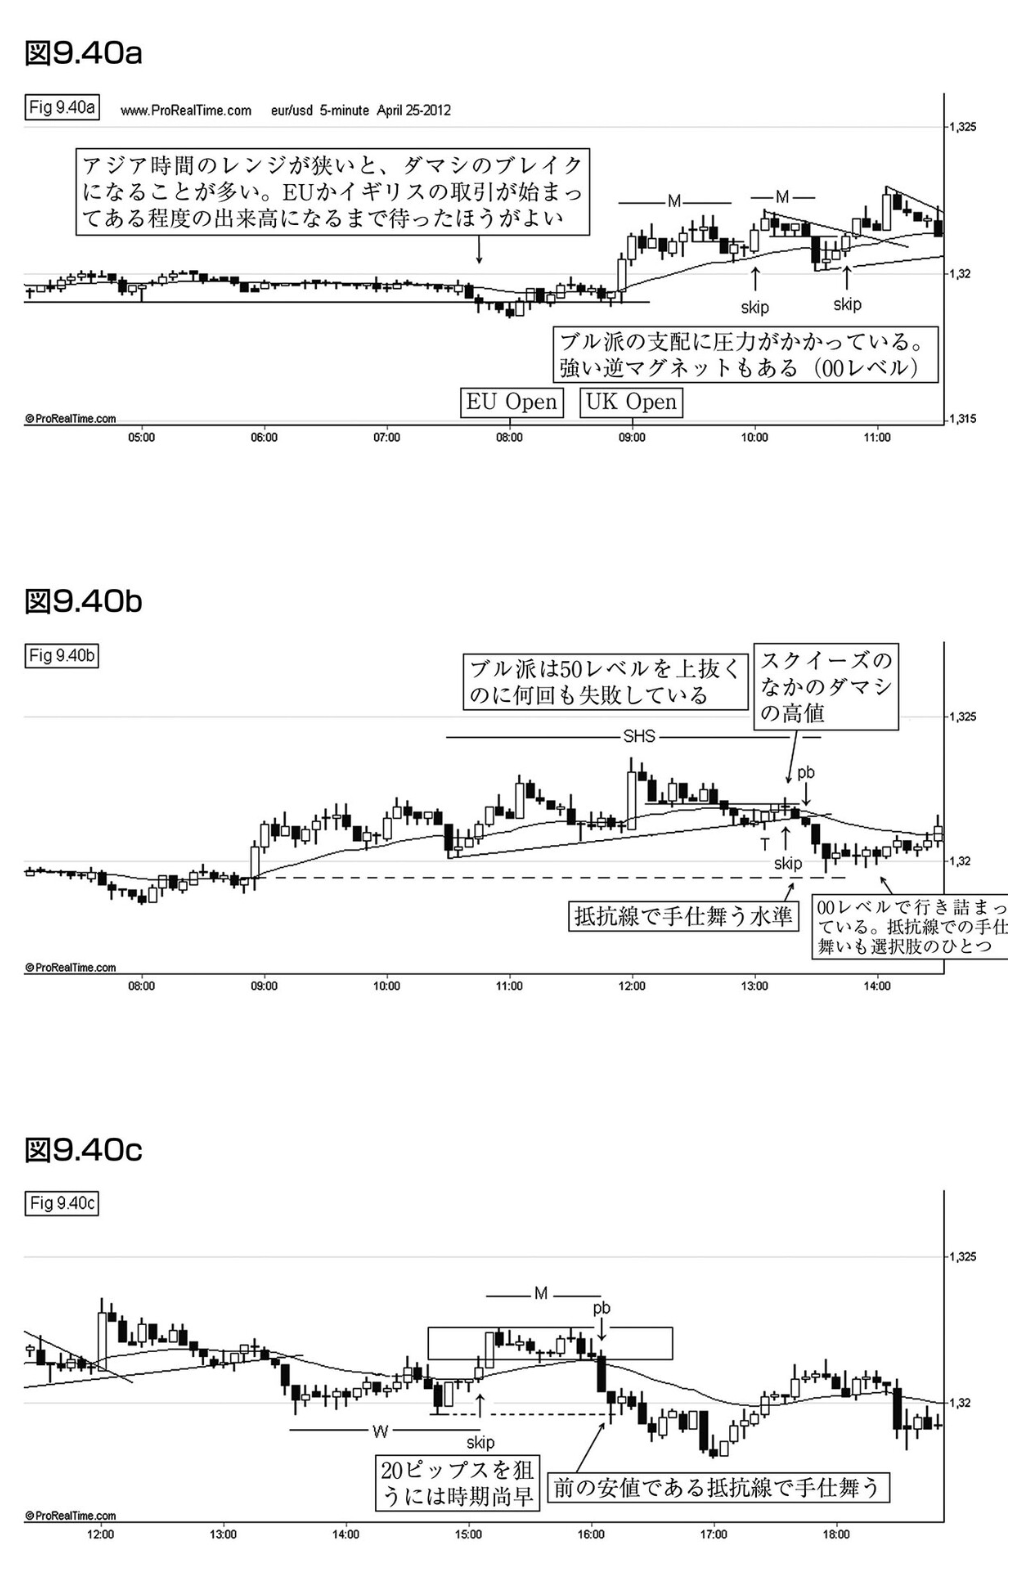 図9.40a
Fig 9.40a www.ProRealTime.com eur/usd 5-minute April 25-2012
1,325
アジア時間のレンジが狭いと、ダマシのブレイク
になることが多い。EUかイギリスの取引が始まっ
てある程度の出来高になるまで待ったほうがよい
M M
1,32
skip skip
ブル派の支配に圧力がかかっている。
強い逆マグネットもある（00レベル）
EU Open UK Open
©ProRealTime.com
1,315
05:00 06:00 07:00 08:00 09:00 10:00 11:00
図9.40b
Fig 9.40b
ブル派は50レベルを上抜く
のに何回も失敗している
スクイーズの
なかのダマシ
の高値
1,325
SHS
pb
T
skip
1,32
抵抗線で手仕舞う水準
00レベルで行き詰まっ
ている。抵抗線での手仕
舞いも選択肢のひとつ
©ProRealTime.com
08:00 09:00 10:00 11:00 12:00 13:00 14:00
図9.40c
Fig 9.40c
1,325
M
pb
1,32
W
skip
20ピップスを狙
うには時期尚早
前の安値である抵抗線で手仕舞う
©ProRealTime.com
12:00 13:00 14:00 15:00 16:00 17:00 18:00